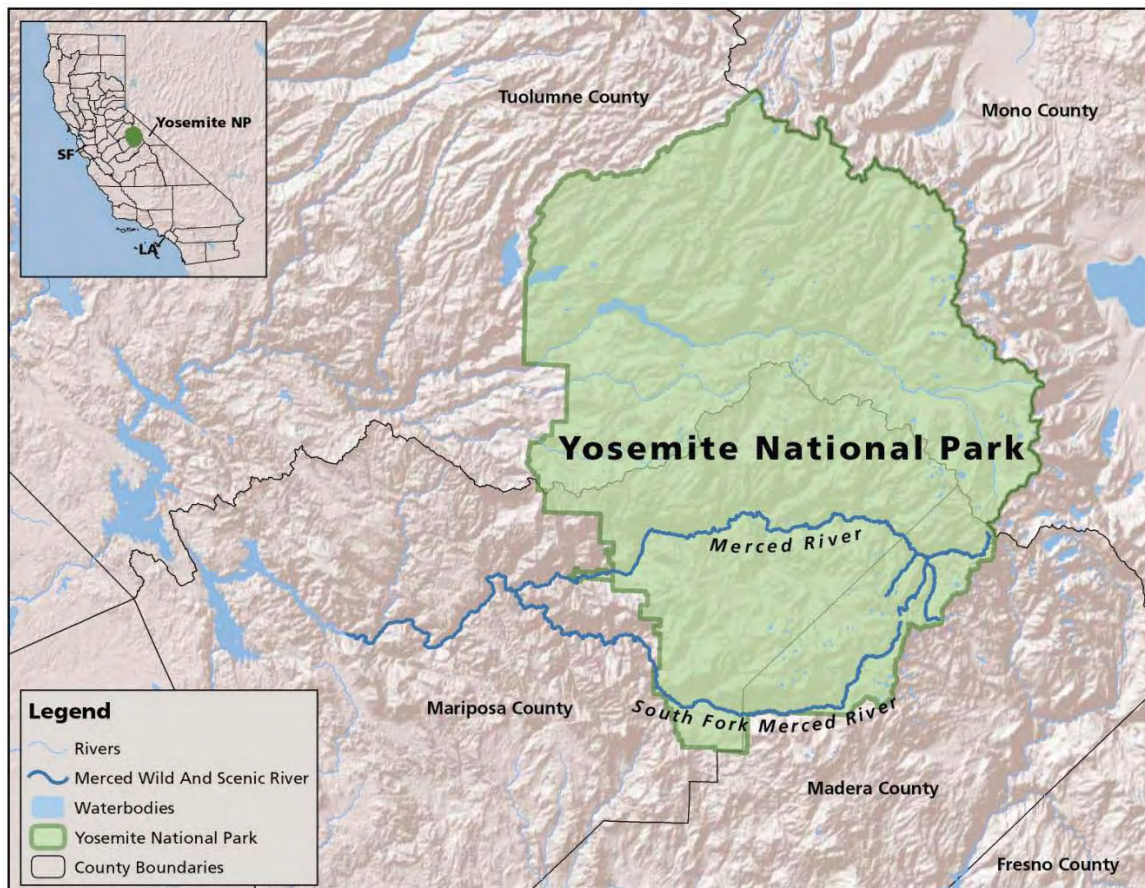 Tuolumne County
Mono County
Yosemite NP
SF
LA
Yosemite National Park
Merced River
South Fork Merced River
Mariposa County
Madera County
Fresno County
Legend
Rivers
Merced Wild And Scenic River
Waterbodies
Yosemite National Park
County Boundaries